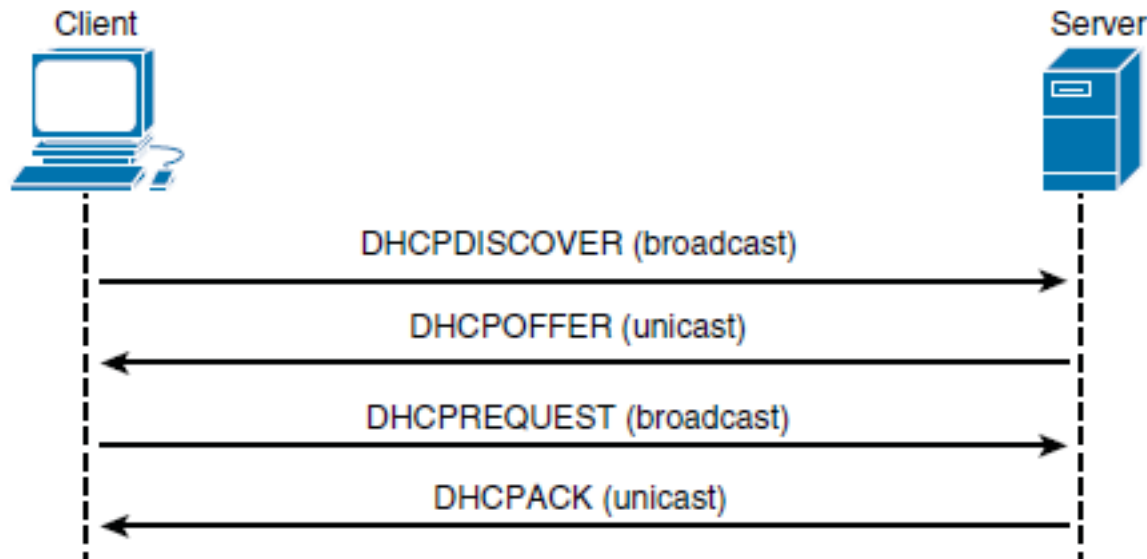 Client
Server
DHCPDISCOVER (broadcast)
DHCPOFFER (unicast)
DHCPREQUEST (broadcast)
DHCPACK (unicast)